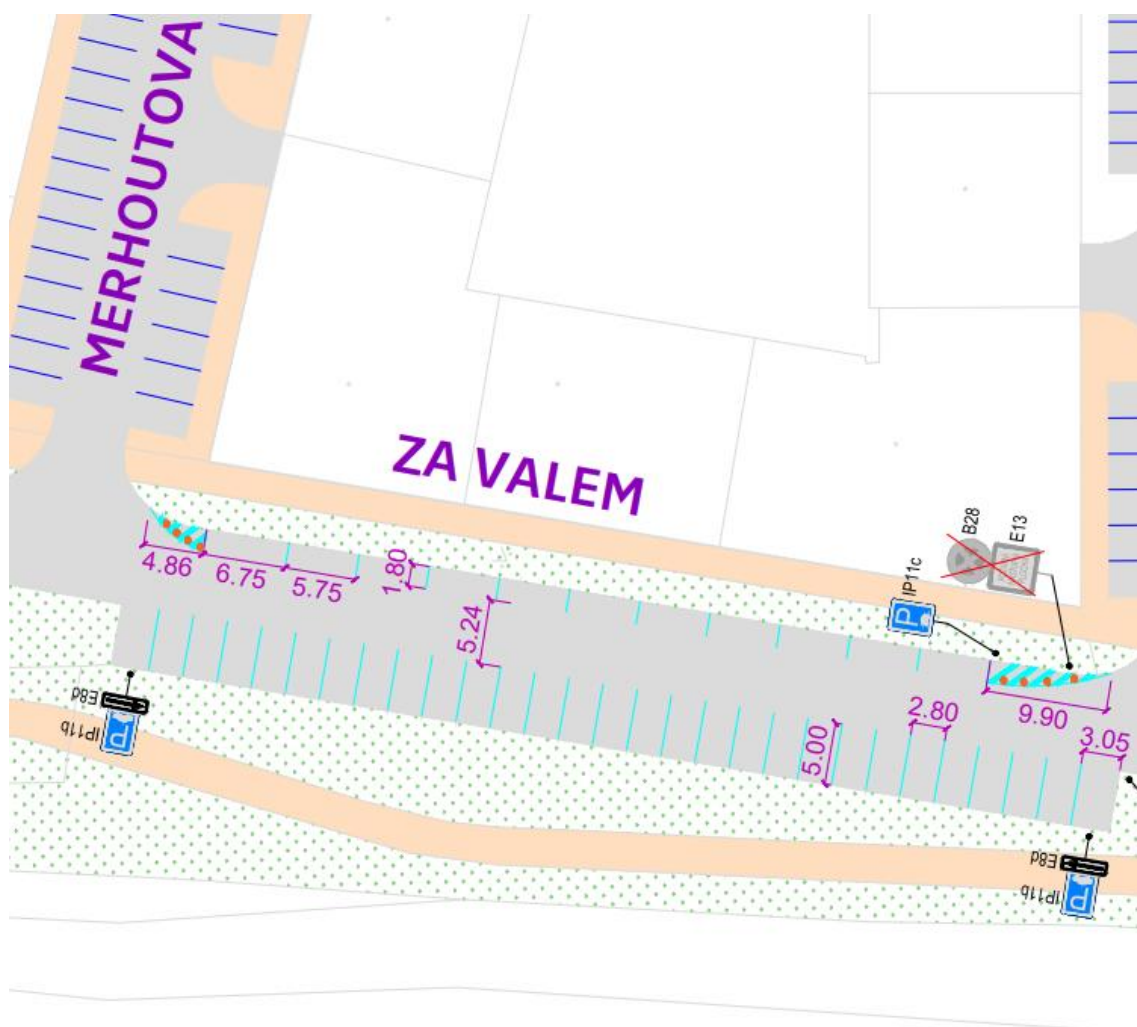 MERHOUTOVA
ZA VALEM
B28
E13
IP11c
P
4.86
6.75
5.75
1.80
5.24
2.80
9.90
3.05
5.00
E8d
IP11b
P
E8d
IP11b
P